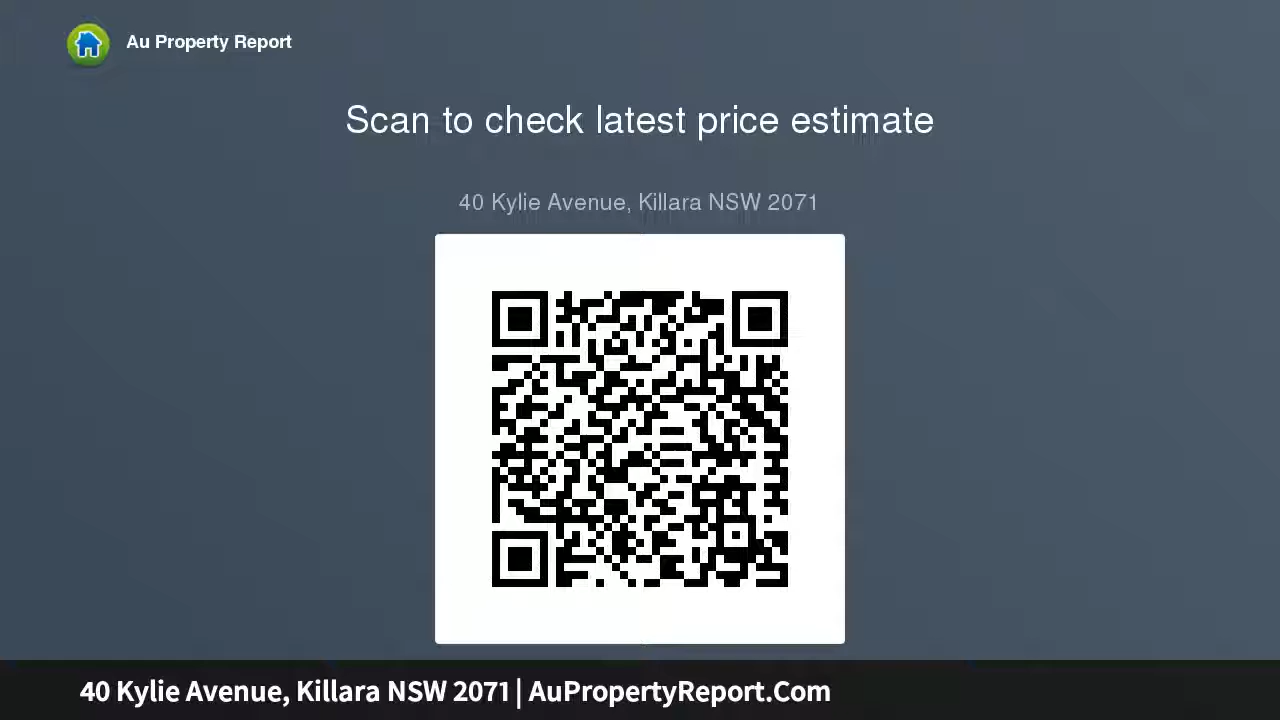 Au Property Report
Scan to check latest price estimate
40 Kylie Avenue, Killara NSW 2071
40 Kylie Avenue, Killara NSW 2071 | AuPropertyReport.Com